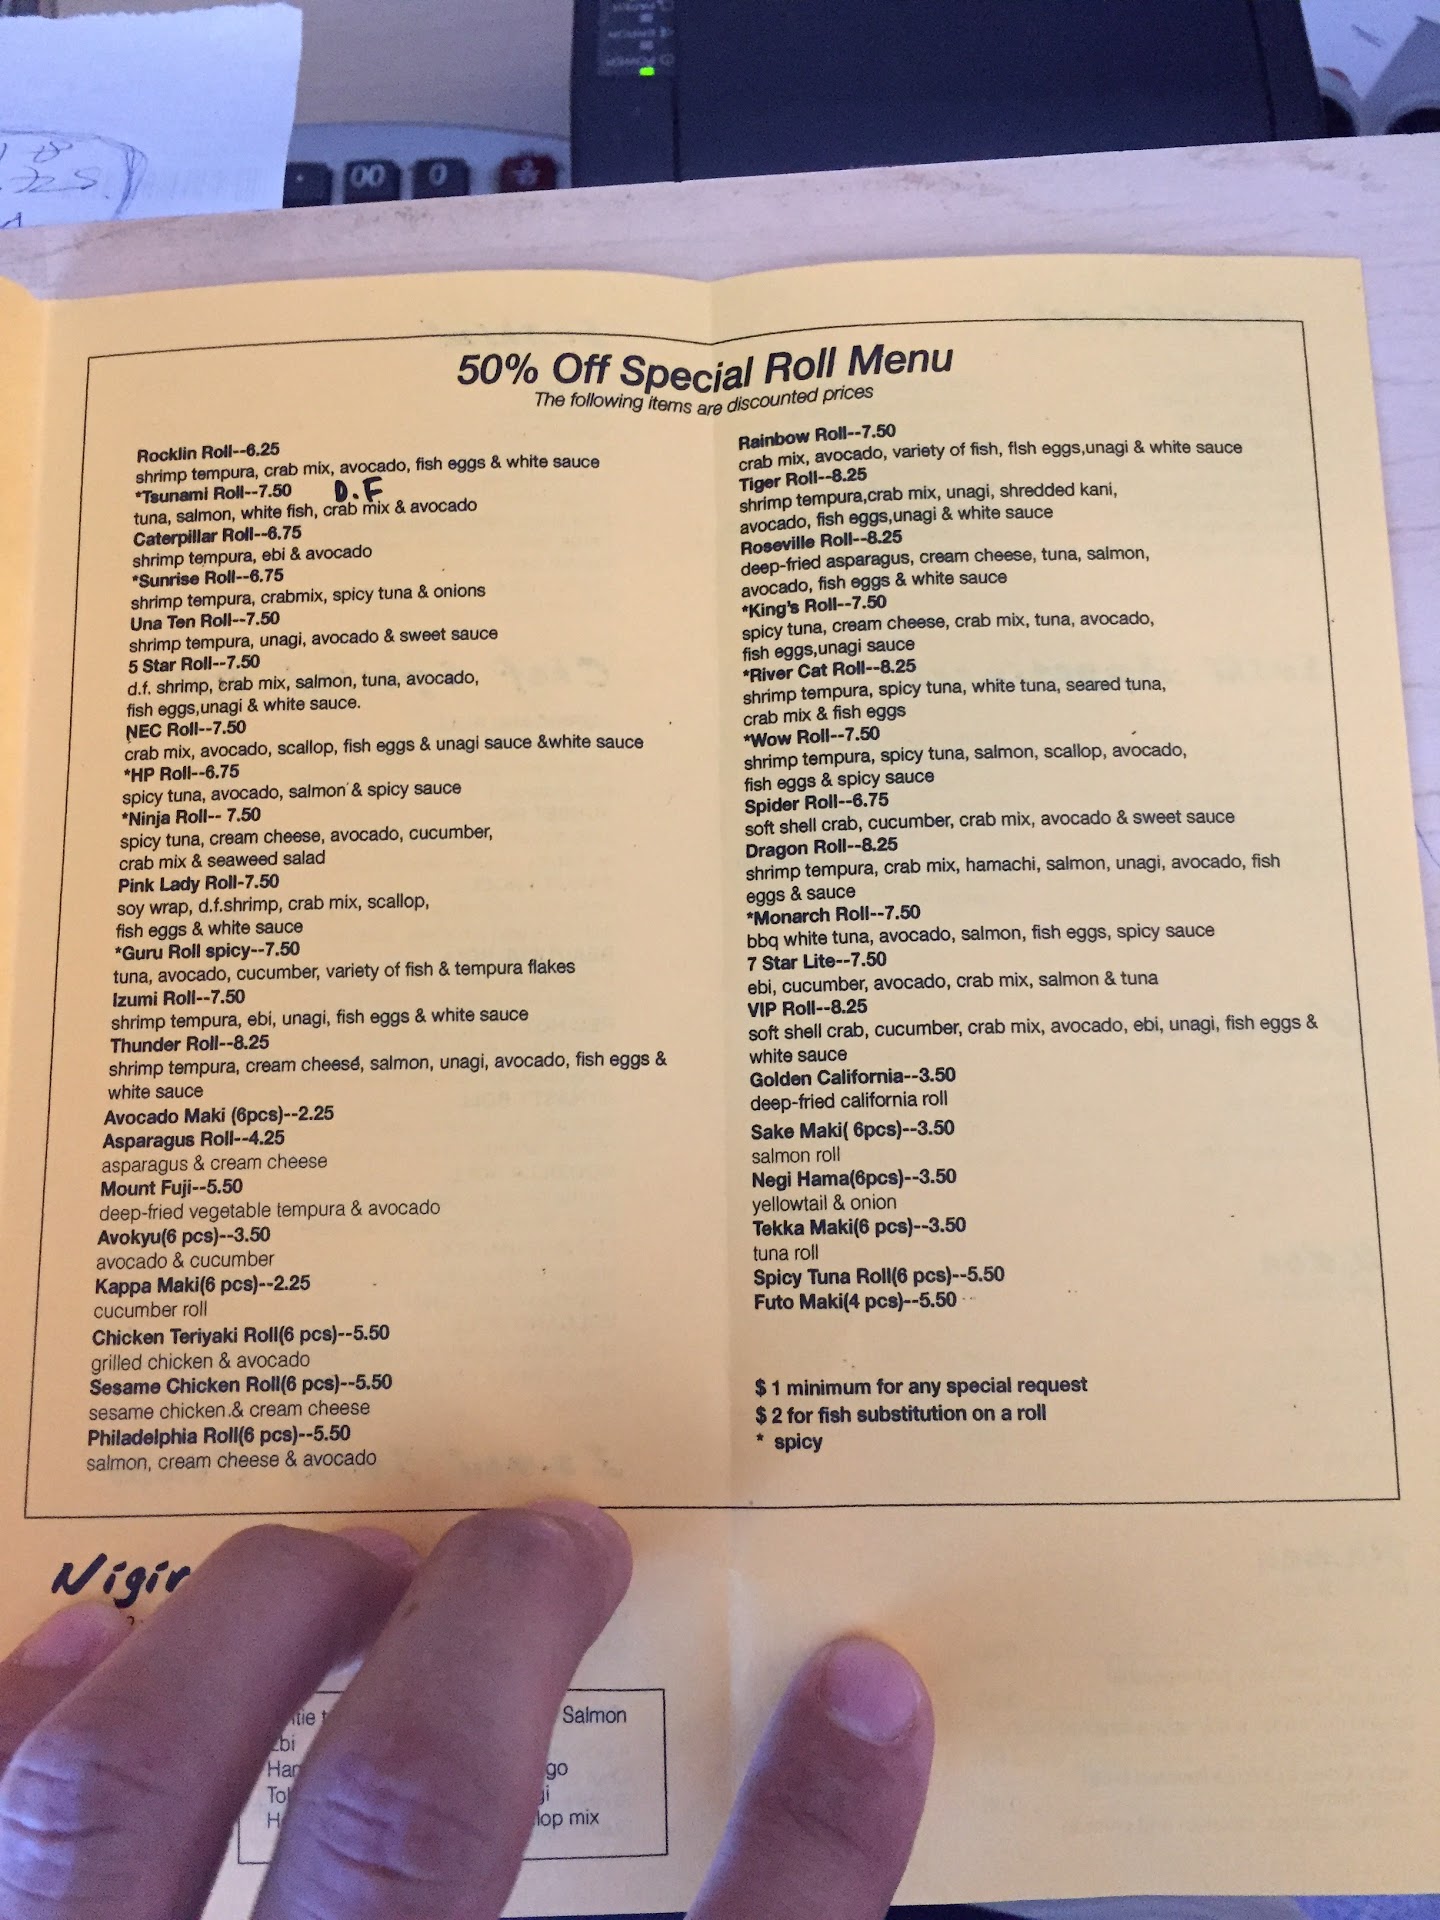 00 0
POWER
50% Off Special Roll Menu
The following items are discounted prices
Rocklin Roll--6.25
shrimp tempura, crab mix, avocado, fish eggs & white sauce
*Tsunami Roll--7.50 D.F
tuna, salmon, white fish, crab mix & avocado
Caterpillar Roll--6.75
shrimp tempura, ebi & avocado
*Sunrise Roll--6.75
shrimp tempura, crabmix, spicy tuna & onions
Una Ten Roll--7.50
shrimp tempura, unagi, avocado & sweet sauce
5 Star Roll--7.50
d.f. shrimp, crab mix, salmon, tuna, avocado,
fish eggs,unagi & white sauce.
NEC Roll--7.50
crab mix, avocado, scallop, fish eggs & unagi sauce &white sauce
*HP Roll--6.75
spicy tuna, avocado, salmon & spicy sauce
*Ninja Roll-- 7.50
spicy tuna, cream cheese, avocado, cucumber,
crab mix & seaweed salad
Pink Lady Roll-7.50
soy wrap, d.f.shrimp, crab mix, scallop,
fish eggs & white sauce
*Guru Roll spicy--7.50
tuna, avocado, cucumber, variety of fish & tempura flakes
Izumi Roll--7.50
shrimp tempura, ebi, unagi, fish eggs & white sauce
Thunder Roll--8.25
shrimp tempura, cream cheese, salmon, unagi, avocado, fish eggs &
white sauce
Avocado Maki (6pcs)--2.25
Asparagus Roll--4.25
asparagus & cream cheese
Mount Fuji--5.50
deep-fried vegetable tempura & avocado
Avokyu(6 pcs)--3.50
avocado & cucumber
Kappa Maki(6 pcs)--2.25
cucumber roll
Chicken Teriyaki Roll(6 pcs)--5.50
grilled chicken & avocado
Sesame Chicken Roll(6 pcs)--5.50
sesame chicken.& cream cheese
Philadelphia Roll(6 pcs)--5.50
salmon, cream cheese & avocado
Rainbow Roll--7.50
crab mix, avocado, variety of fish, fish eggs,unagi & white sauce
Tiger Roll--8.25
shrimp tempura,crab mix, unagi, shredded kani,
avocado, fish eggs,unagi & white sauce
Roseville Roll--8.25
deep-fried asparagus, cream cheese, tuna, salmon,
avocado, fish eggs & white sauce
*King's Roll--7.50
spicy tuna, cream cheese, crab mix, tuna, avocado,
fish eggs,unagi sauce
*River Cat Roll--8.25
shrimp tempura, spicy tuna, white tuna, seared tuna,
crab mix & fish eggs
*Wow Roll--7.50
shrimp tempura, spicy tuna, salmon, scallop, avocado,
fish eggs & spicy sauce
Spider Roll--6.75
soft shell crab, cucumber, crab mix, avocado & sweet sauce
Dragon Roll--8.25
shrimp tempura, crab mix, hamachi, salmon, unagi, avocado, fish
eggs & sauce
*Monarch Roll--7.50
bbq white tuna, avocado, salmon, fish eggs, spicy sauce
7 Star Lite--7.50
ebi, cucumber, avocado, crab mix, salmon & tuna
VIP Roll--8.25
soft shell crab, cucumber, crab mix, avocado, ebi, unagi, fish eggs &
white sauce
Golden California--3.50
deep-fried california roll
Sake Maki( 6pcs)--3.50
salmon roll
Negi Hama(6pcs)--3.50
yellowtail & onion
Tekka Maki(6 pcs)--3.50
tuna roll
Spicy Tuna Roll(6 pcs)--5.50
Futo Maki(4 pcs)--5.50
$ 1 minimum for any special request
$ 2 for fish substitution on a roll
* spicy
Nigir
Salmon
mix